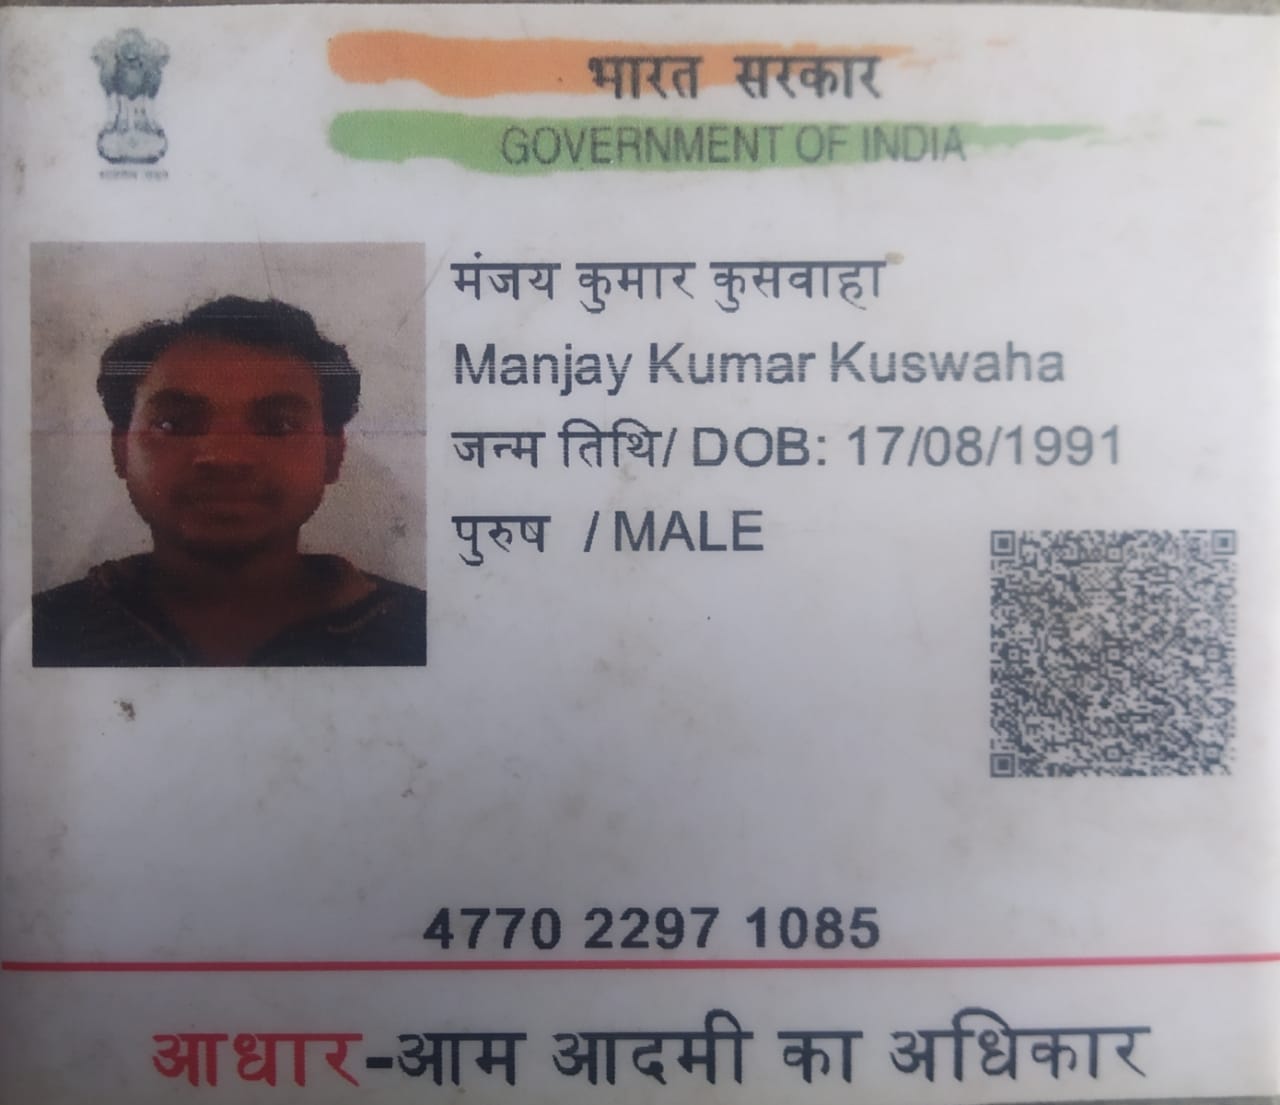 भारत सरकार
GOVERNMENT OF INDIA
मंजय कुमार कुसवाहा
Manjay Kumar Kuswaha
जन्म तिथि/ DOB: 17/08/1991
पुरुष / MALE
4770 2297 1085
आधार-आम आदमी का अधिकार